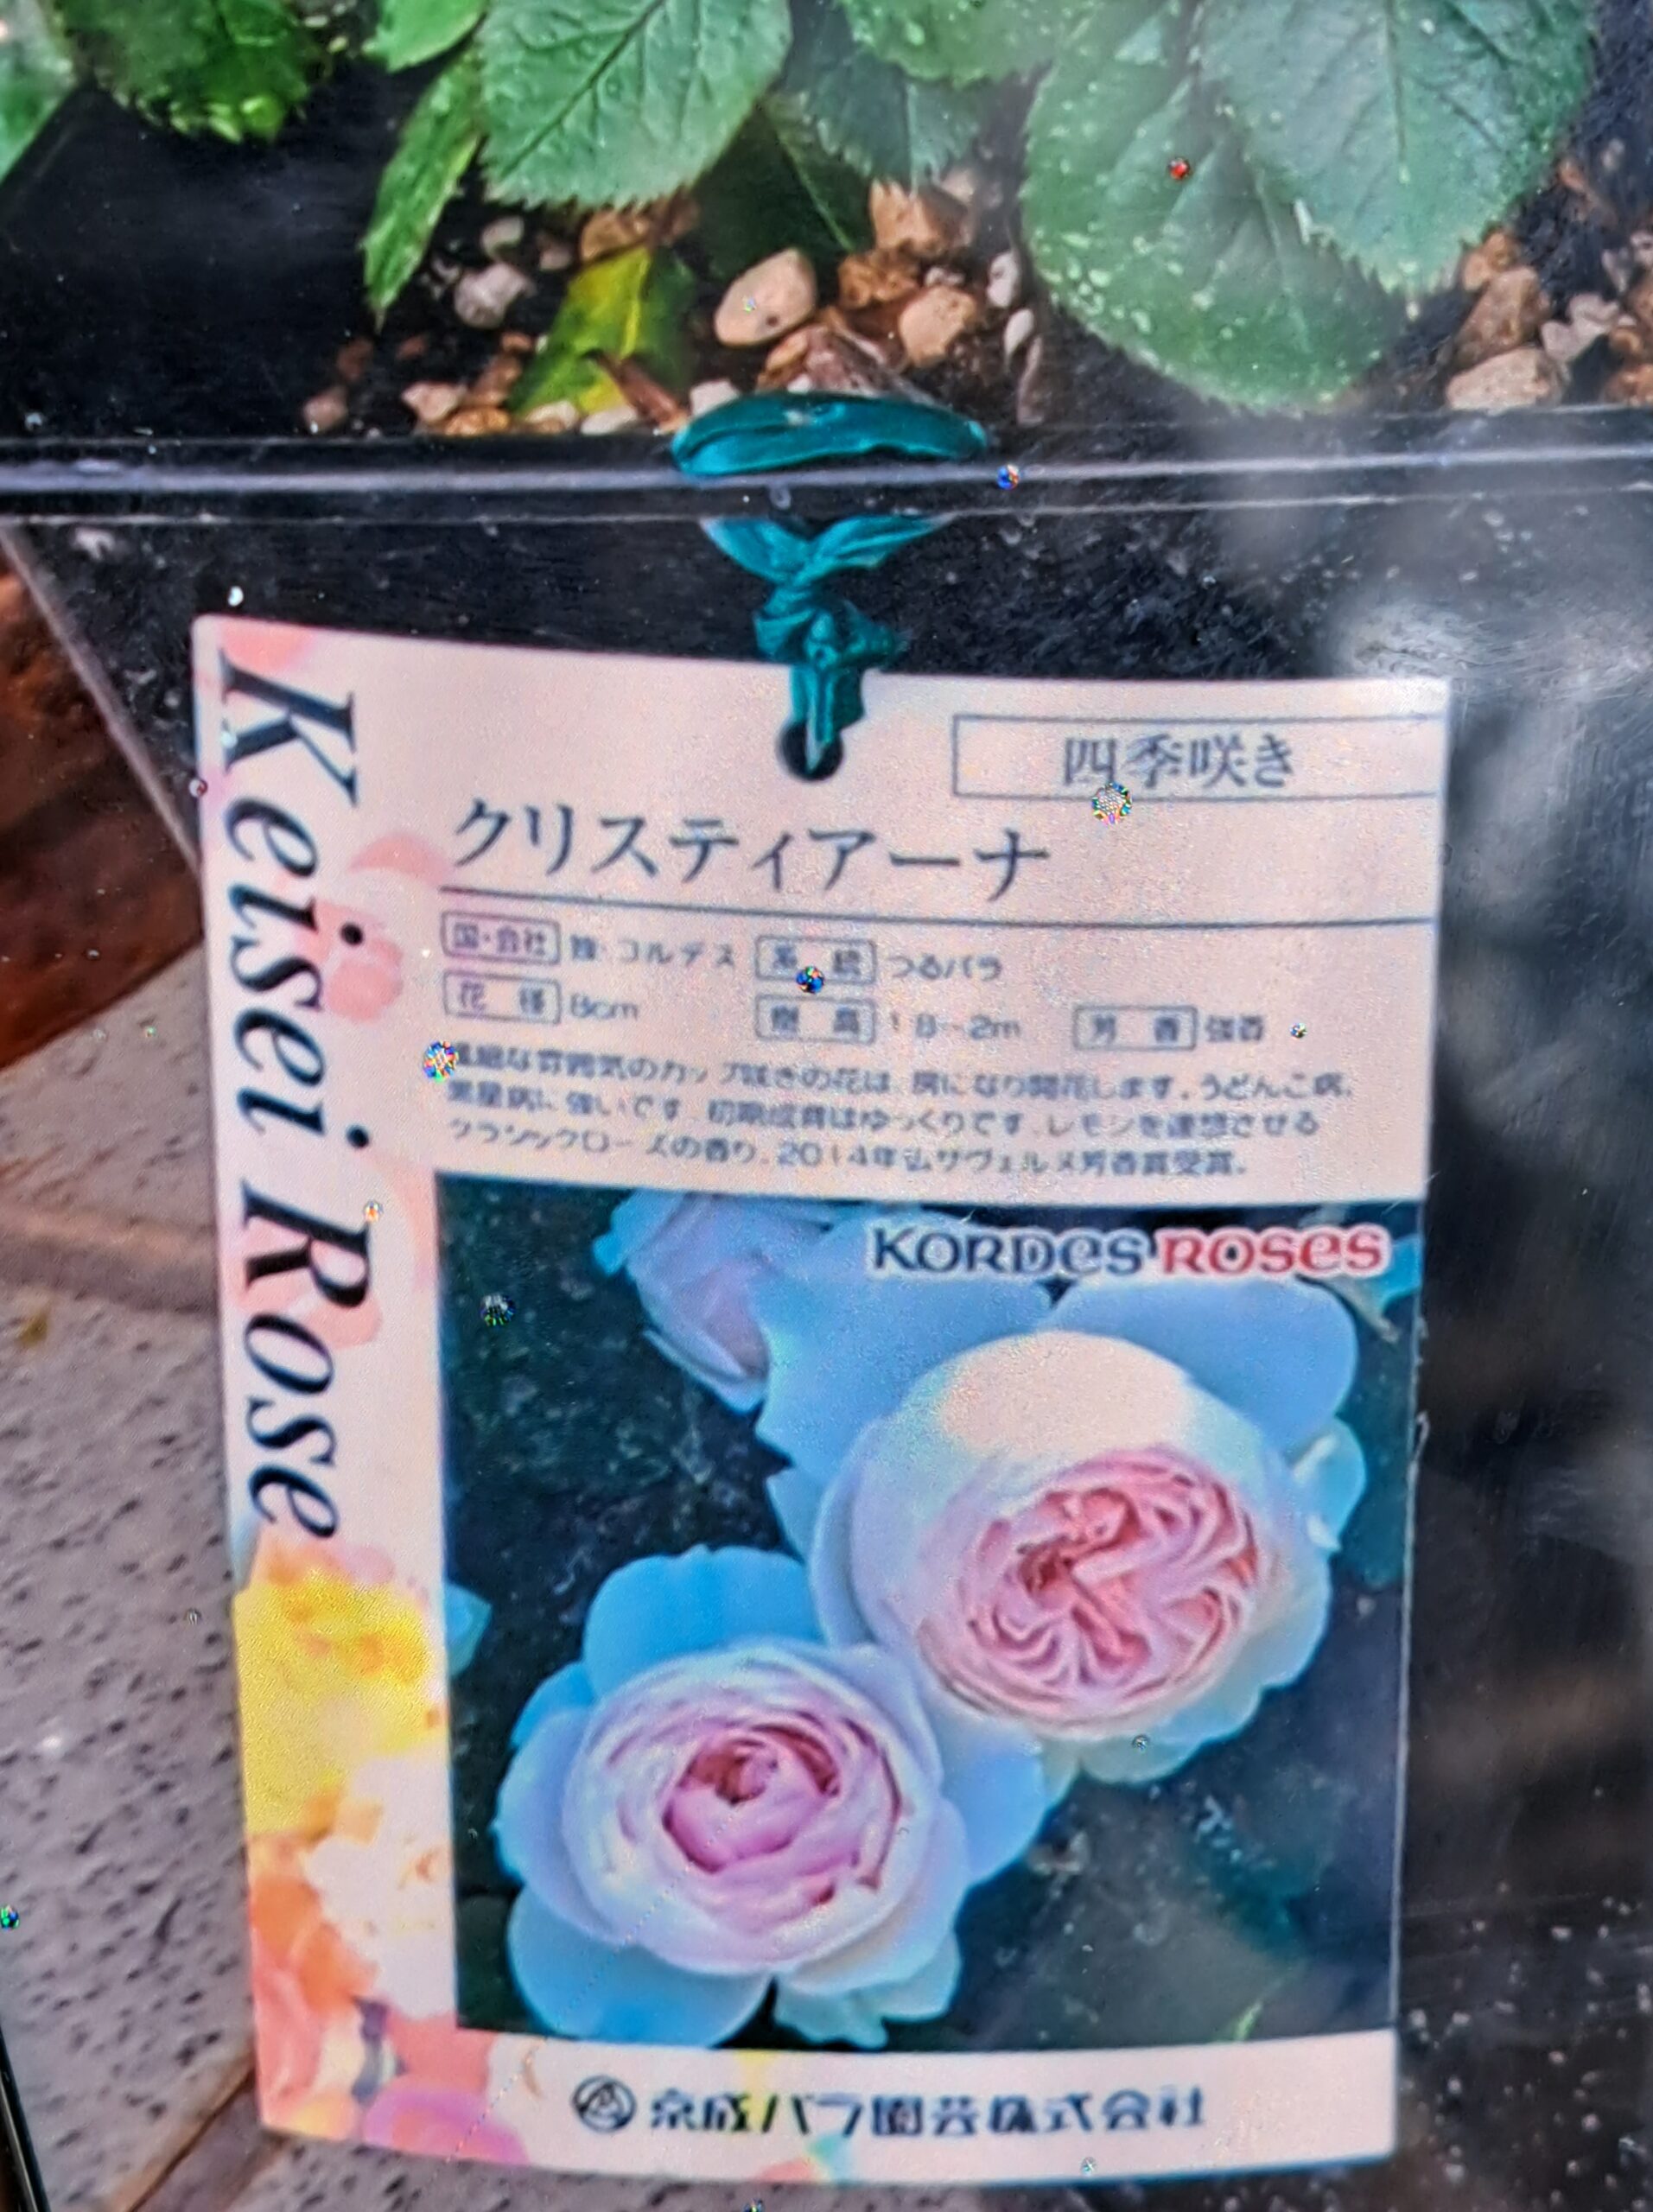 Keisei Rose
四季咲き
クリスティアーナ
国・会社 独・コルデス 系 統 つるバラ
花 径 8cm 樹 高 1.8~2m 芳 香 強香
繊細な雰囲気のカップ咲きの花は、房になり開花します。うどんこ病、
黒星病に強いです。初期成育はゆっくりです。レモンを連想させる
クラシックローズの香り。2014年仏サヴェルヌ芳香賞受賞。
KORDES ROSES
京成バラ園芸株式会社